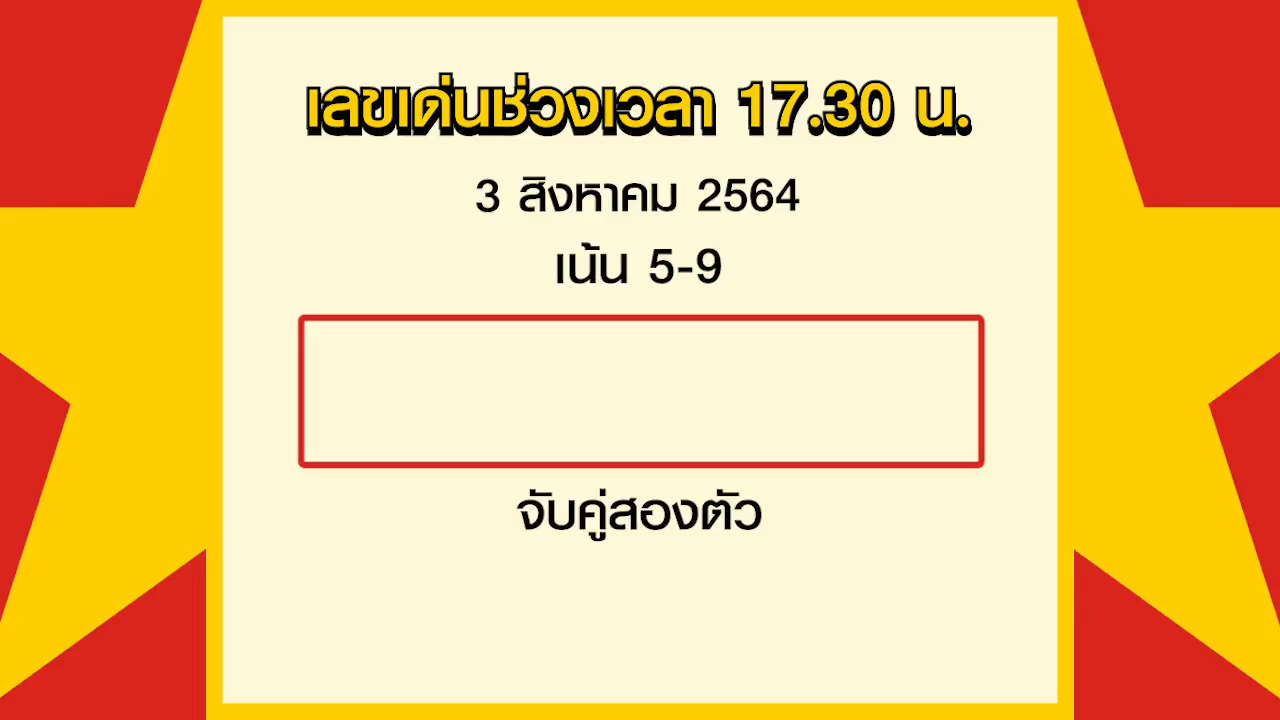 เลขเด่นช่วงเวลา 17.30 น.
3 สิงหาคม 2564
เน้น 5-9
จับคู่สองตัว